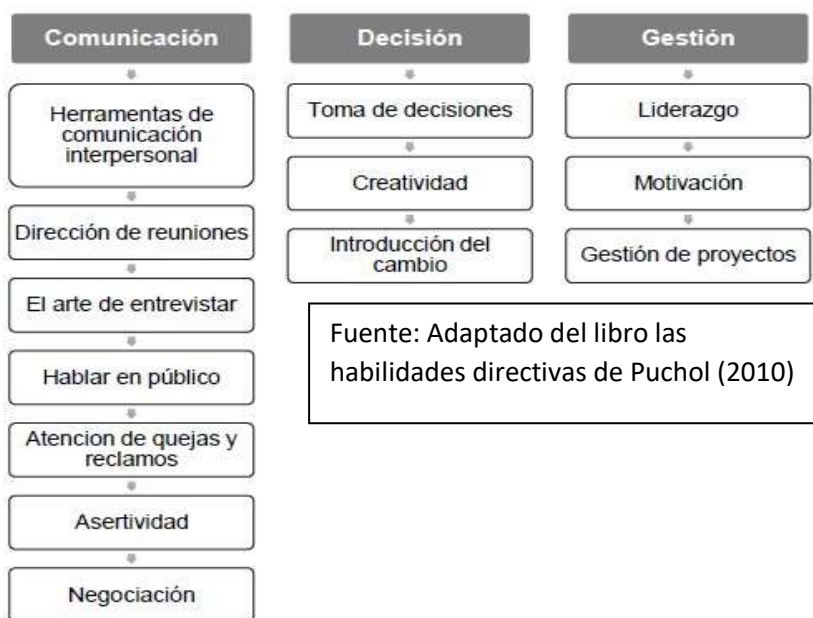 Comunicación
Herramentas de
comunicación
interpersonal
Dirección de reuniones
El arte de entrevistar
Hablar en público
Atencion de quejas y
reclamos
Asertividad
Negociación
Decisión
Toma de decisiones
Creatividad
Introducción del
cambio
Gestión
Liderazgo
Motivación
Gestión de proyectos
Fuente: Adaptado del libro las
habilidades directivas de Puchol (2010)